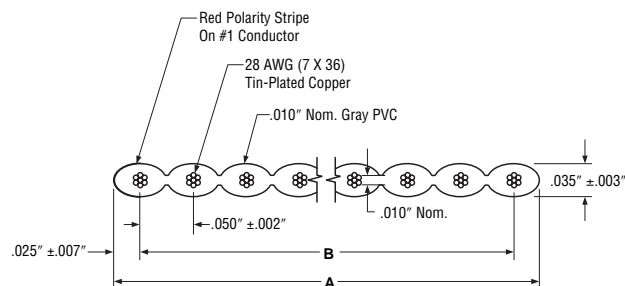 Red Polarity Stripe
On #1 Conductor
28 AWG (7 X 36)
Tin-Plated Copper
.010" Nom. Gray PVC
.035" ±.003"
.010" Nom.
.050" ±.002"
.025" ±.007"
B
A